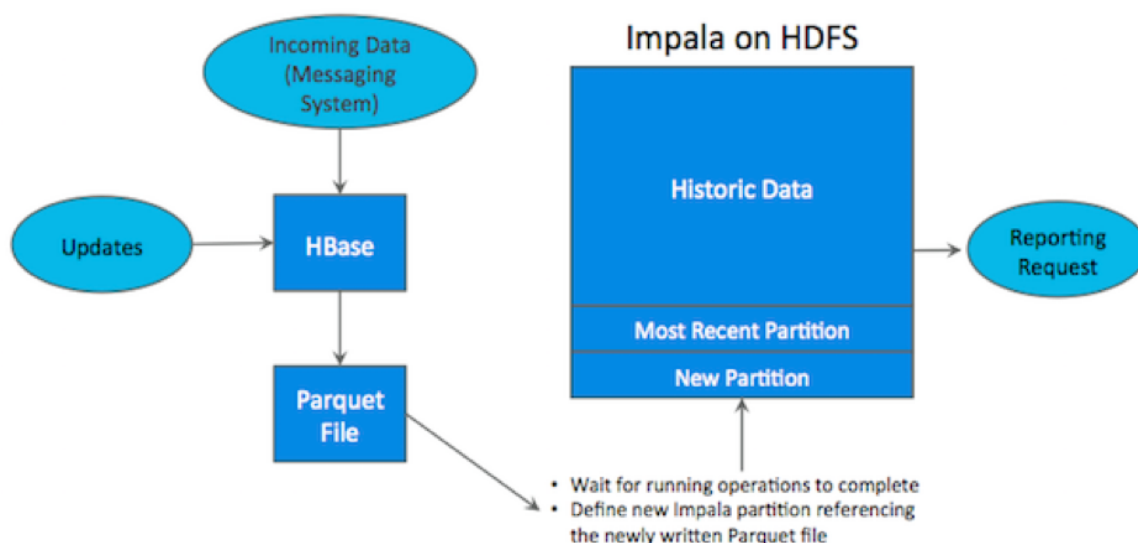 Incoming Data
(Messaging
System)
Impala on HDFS
Updates
HBase
Historic Data
Reporting
Request
Most Recent Partition
New Partition
Parquet
File
• Wait for running operations to complete
• Define new Impala partition referencing
the newly written Parquet file